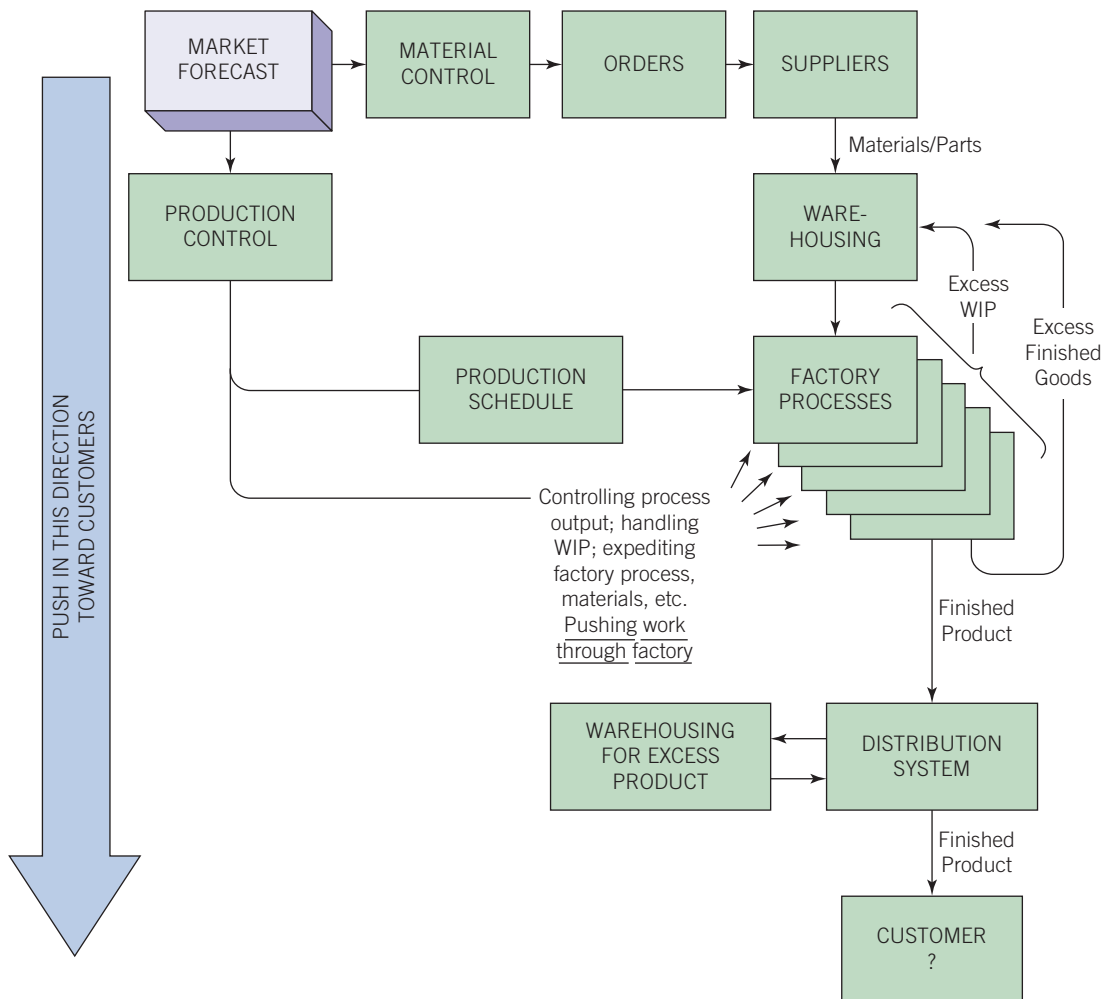 MARKET
FORECAST
MATERIAL
CONTROL
ORDERS
SUPPLIERS
Materials/Parts
PRODUCTION
CONTROL
WARE-
HOUSING
Excess
WIP
Excess
Finished
Goods
PRODUCTION
SCHEDULE
FACTORY
PROCESSES
PUSH IN THIS DIRECTION
TOWARD CUSTOMERS
Controlling process
output; handling
WIP; expediting
factory process,
materials, etc.
Pushing work
through factory
Finished
Product
WAREHOUSING
FOR EXCESS
PRODUCT
DISTRIBUTION
SYSTEM
Finished
Product
CUSTOMER
?